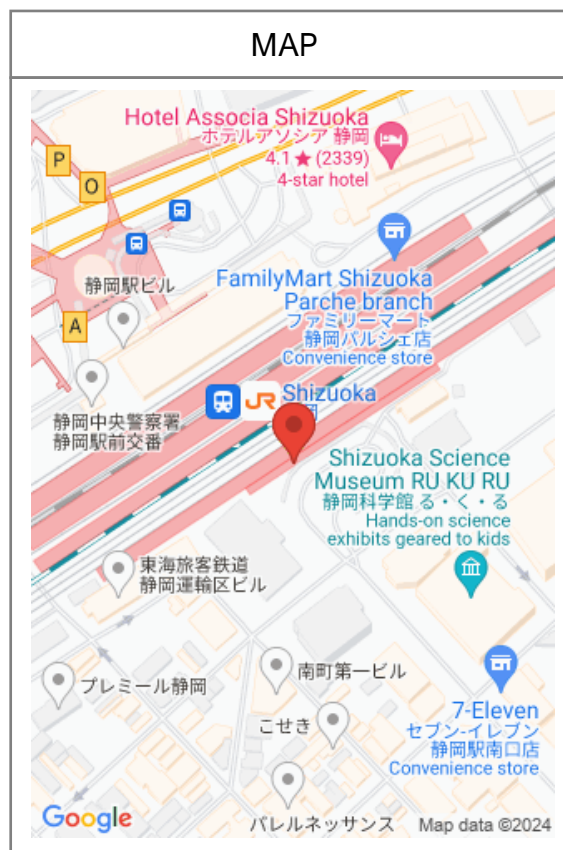 MAP
Hotel Associa Shizuoka
ホテルアソシア 静岡
4.1 ★ (2339)
4-star hotel
P
O
静岡駅ビル
A
FamilyMart Shizuoka
Parche branch
ファミリーマート
静岡パルシェ店
Convenience store
静岡中央警察署
静岡駅前交番
JR
Shizuoka
Shizuoka Science
Museum RU KU RU
静岡科学館 る・く・る
Hands-on science
exhibits geared to kids
東海旅客鉄道
静岡運輸区ビル
プレミール静岡
南町第一ビル
こせき
7-Eleven
セブン-イレブン
静岡駅南口店
Convenience store
バレルネッサンス
Google
Map data ©2024